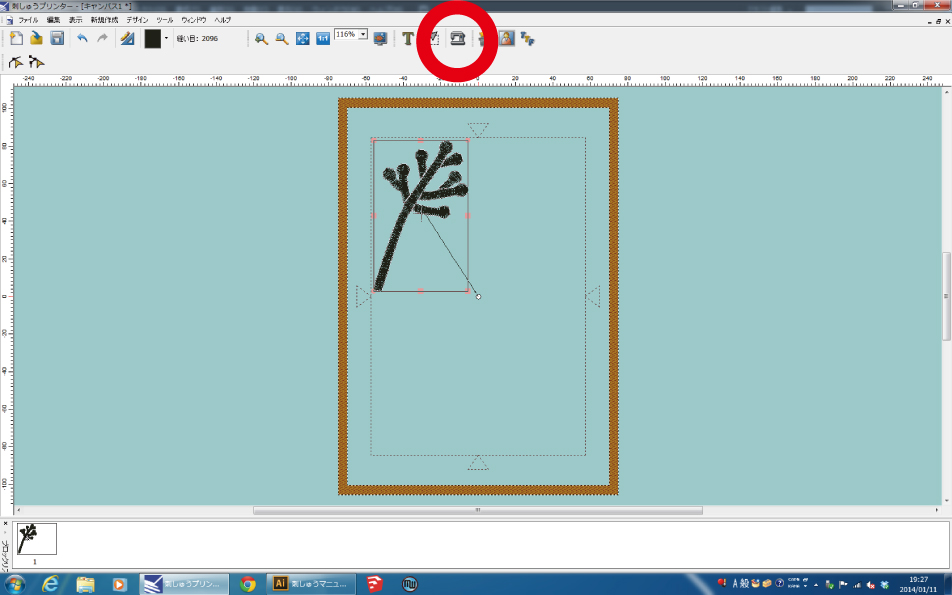 刺しゅうプリンター - [キャンバス1 *]
ファイル 編集 表示 新規作成 デザイン ツール ウィンドウ ヘルプ
縫い目: 2096
116%
T
-240 -220 -200 -180 -160 -140 -120 -100 -80 -60 -40 -20 0 20 40 60 80 100 120 140 160 180 200 220 240
100
80
60
40
20
0
-20
-40
-60
-80
-100
1
刺しゅうプリン...
Ai 刺しゅうマニュ...
A 般
19:27
2014/01/11